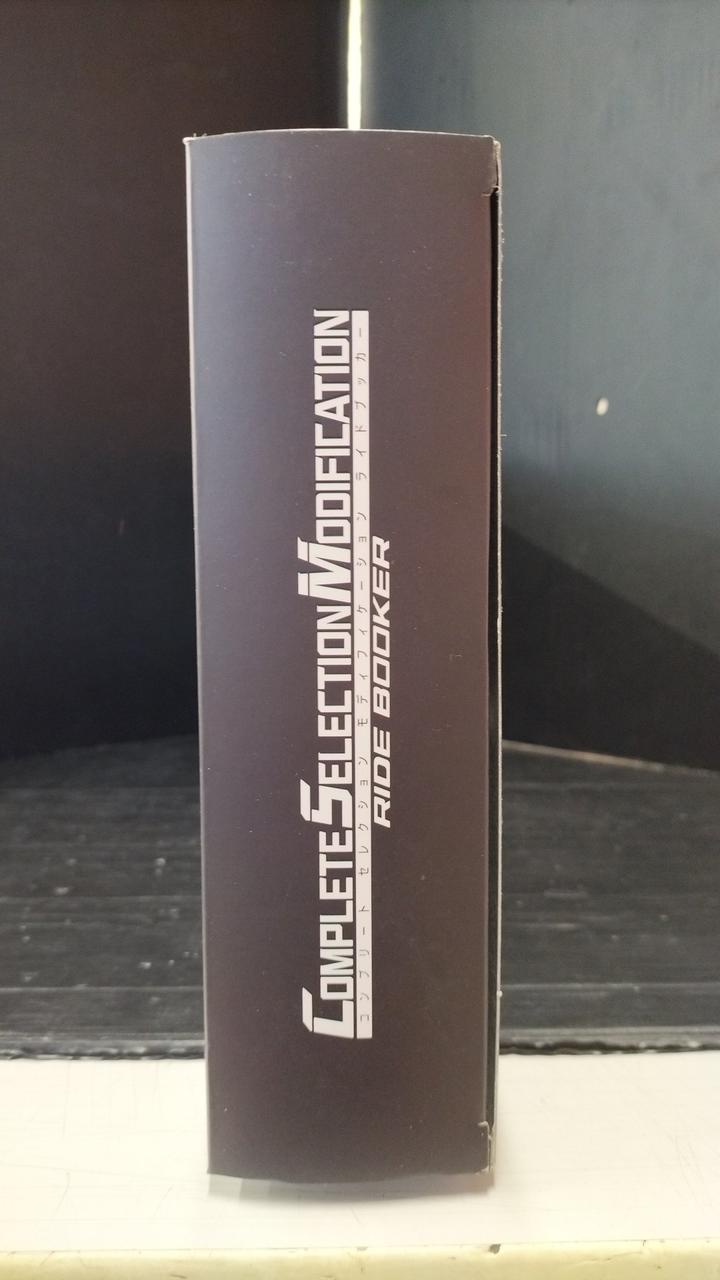 COMPLETE SELECTION MODIFICATION
コンプリート セレクション モディフィケーション ライドブッカー
RIDE BOOKER